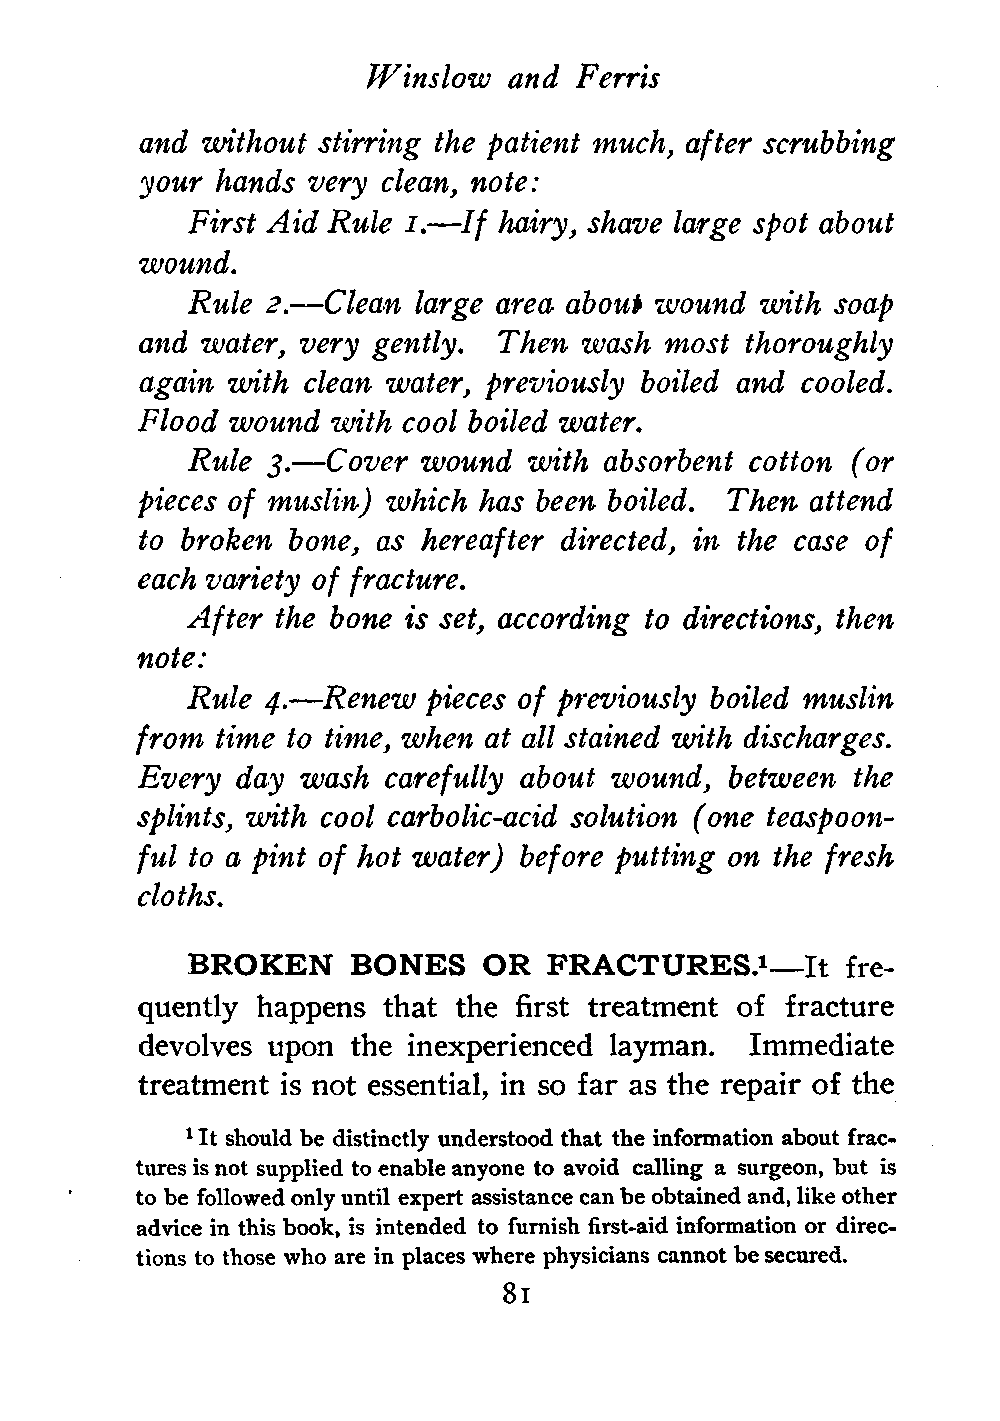 Winslow and Ferris
and without stirring the patient much, after scrubbing
your hands very clean, note:
First Aid Rule 1.—If hairy, shave large spot about
wound.
Rule 2.—Clean large area about wound with soap
and water, very gently. Then wash most thoroughly
again with clean water, previously boiled and cooled.
Flood wound with cool boiled water.
Rule 3.—Cover wound with absorbent cotton (or
pieces of muslin) which has been boiled. Then attend
to broken bone, as hereafter directed, in the case of
each variety of fracture.
After the bone is set, according to directions, then
note:
Rule 4.—Renew pieces of previously boiled muslin
from time to time, when at all stained with discharges.
Every day wash carefully about wound, between the
splints, with cool carbolic-acid solution (one teaspoon-
ful to a pint of hot water) before putting on the fresh
cloths.
BROKEN BONES OR FRACTURES.¹—It fre-
quently happens that the first treatment of fracture
devolves upon the inexperienced layman. Immediate
treatment is not essential, in so far as the repair of the
¹ It should be distinctly understood that the information about frac-
tures is not supplied to enable anyone to avoid calling a surgeon, but is
to be followed only until expert assistance can be obtained and, like other
advice in this book, is intended to furnish first-aid information or direc-
tions to those who are in places where physicians cannot be secured.
81